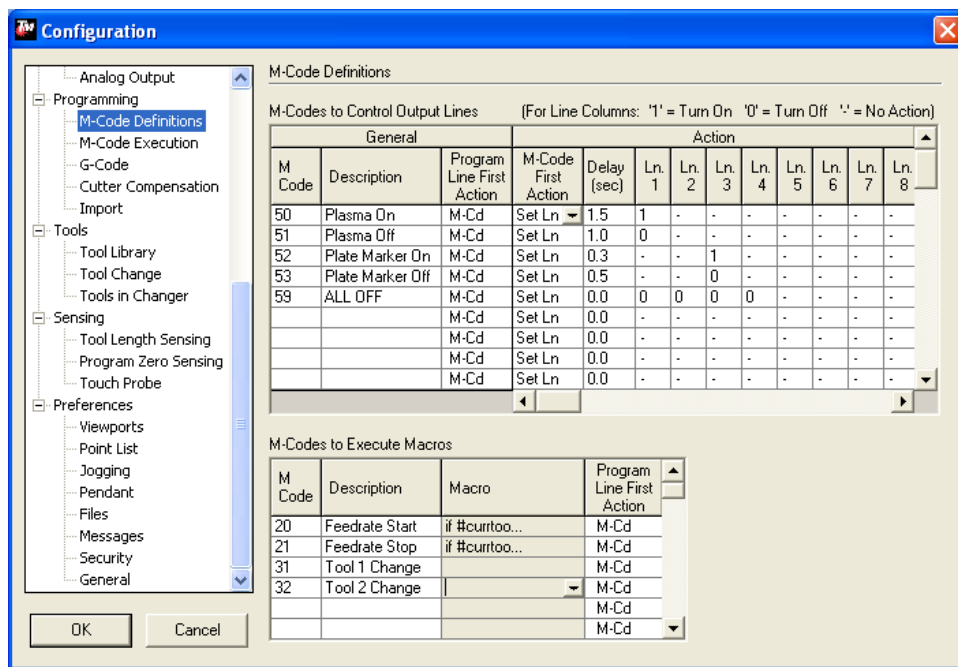 Configuration
Analog Output
Programming
M-Code Definitions
M-Code Execution
G-Code
Cutter Compensation
Import
Tools
Tool Library
Tool Change
Tools in Changer
Sensing
Tool Length Sensing
Program Zero Sensing
Touch Probe
Preferences
Viewports
Point List
Jogging
Pendant
Files
Messages
Security
General
OK Cancel
M-Code Definitions
M-Codes to Control Output Lines (For Line Columns: '1' = Turn On '0' = Turn Off '-' = No Action)
General Action
M Code Description Program Line First Action M-Code First Action Delay (sec) Ln. 1 Ln. 2 Ln. 3 Ln. 4 Ln. 5 Ln. 6 Ln. 7 Ln. 8
50 Plasma On M-Cd Set Ln 1.5 1 - - - - - - -
51 Plasma Off M-Cd Set Ln 1.0 0 - - - - - - -
52 Plate Marker On M-Cd Set Ln 0.3 - - 1 - - - - -
53 Plate Marker Off M-Cd Set Ln 0.5 - - 0 - - - - -
59 ALL OFF M-Cd Set Ln 0.0 0 0 0 0 - - - -
M-Cd Set Ln 0.0 - - - - - - - -
M-Cd Set Ln 0.0 - - - - - - - -
M-Cd Set Ln 0.0 - - - - - - - -
M-Cd Set Ln 0.0 - - - - - - - -
M-Codes to Execute Macros
M Code Description Macro Program Line First Action
20 Feedrate Start if #currtoo... M-Cd
21 Feedrate Stop if #currtoo... M-Cd
31 Tool 1 Change M-Cd
32 Tool 2 Change M-Cd
M-Cd
M-Cd